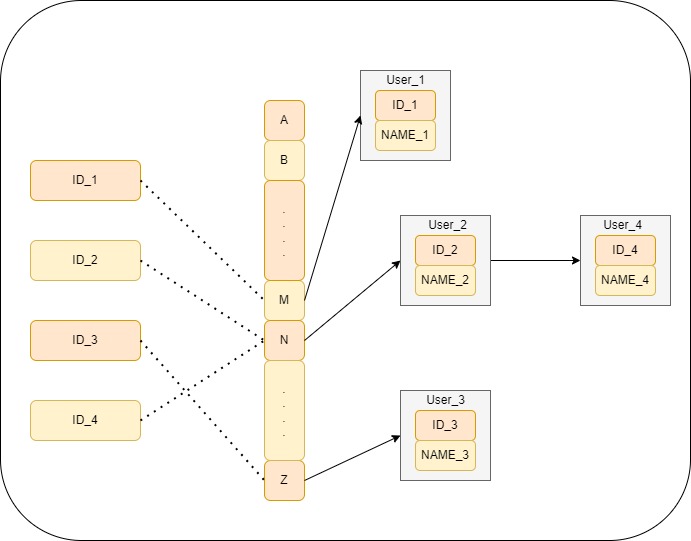 ID_1
ID_2
ID_3
ID_4
A
B
.
.
.
.
M
N
.
.
.
.
Z
User_1
ID_1
NAME_1
User_2
ID_2
NAME_2
User_4
ID_4
NAME_4
User_3
ID_3
NAME_3